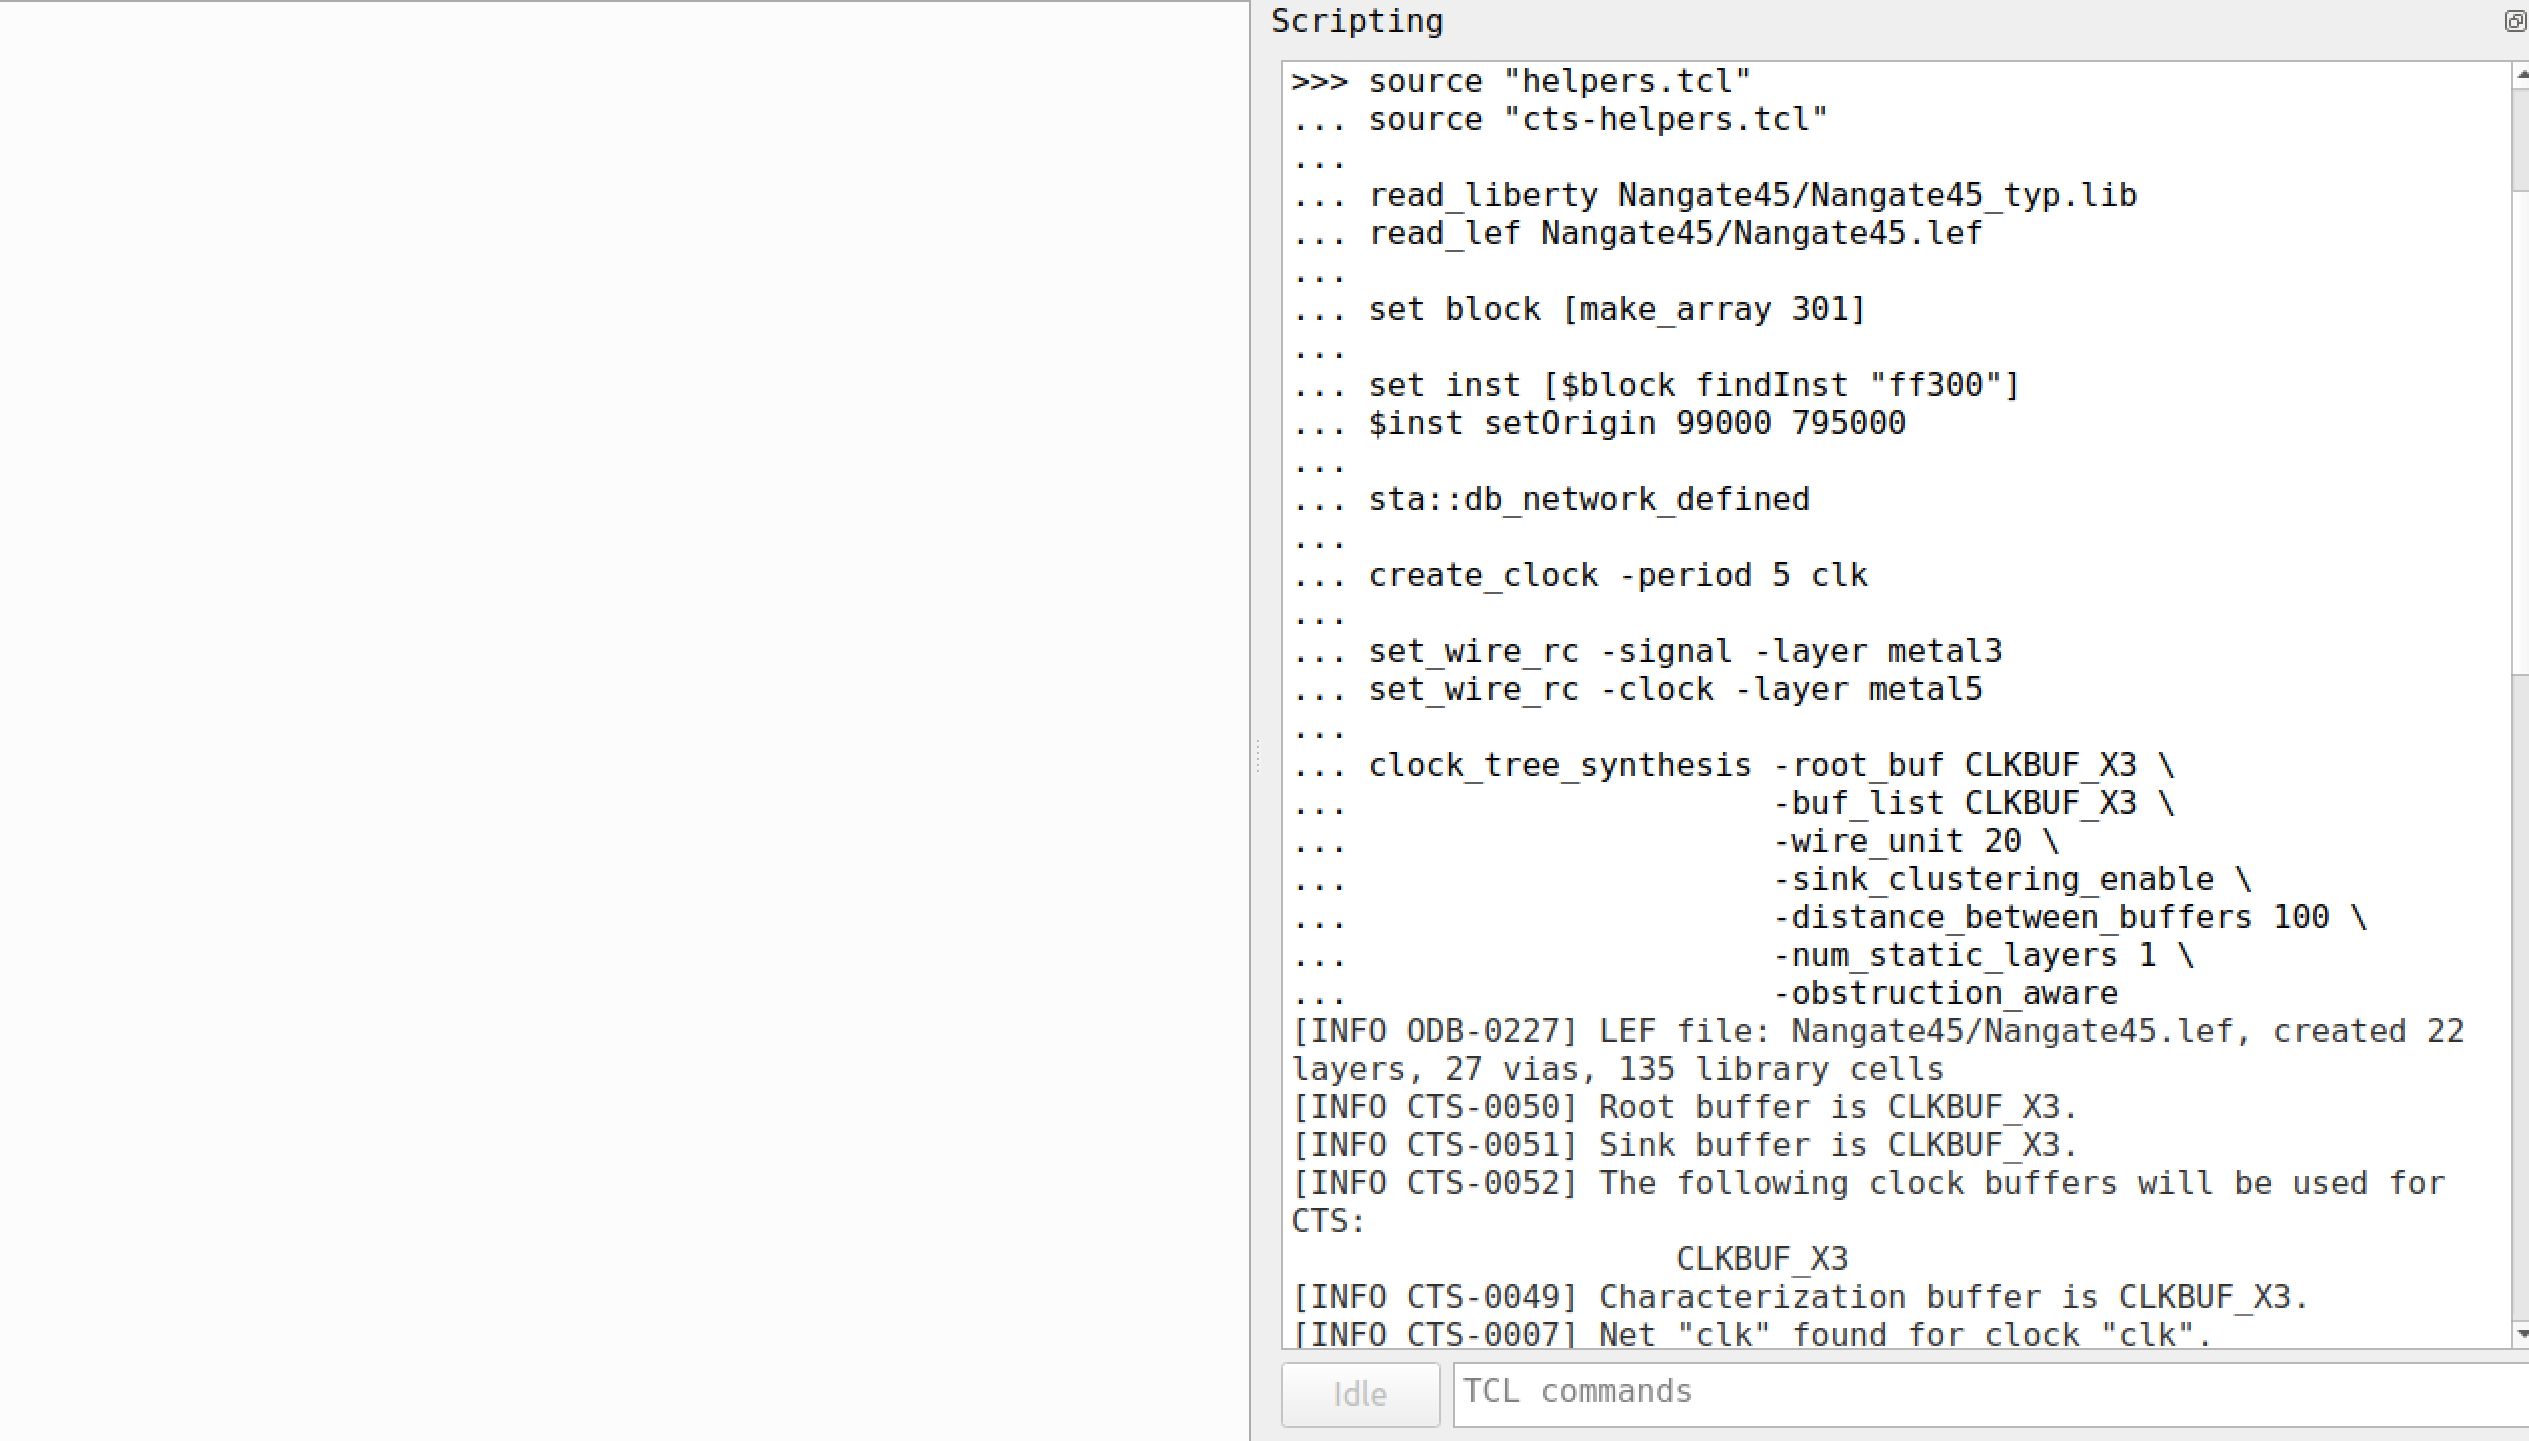 Scripting
>>> source "helpers.tcl"
... source "cts-helpers.tcl"
...
... read_liberty Nangate45/Nangate45_typ.lib
... read_lef Nangate45/Nangate45.lef
...
... set block [make_array 301]
...
... set inst [$block findInst "ff300"]
... $inst setOrigin 99000 795000
...
... sta::db_network_defined
...
... create_clock -period 5 clk
...
... set_wire_rc -signal -layer metal3
... set_wire_rc -clock -layer metal5
...
... clock_tree_synthesis -root_buf CLKBUF_X3 \
...                      -buf_list CLKBUF_X3 \
...                      -wire_unit 20 \
...                      -sink_clustering_enable \
...                      -distance_between_buffers 100 \
...                      -num_static_layers 1 \
...                      -obstruction_aware
[INFO ODB-0227] LEF file: Nangate45/Nangate45.lef, created 22
layers, 27 vias, 135 library cells
[INFO CTS-0050] Root buffer is CLKBUF_X3.
[INFO CTS-0051] Sink buffer is CLKBUF_X3.
[INFO CTS-0052] The following clock buffers will be used for
CTS:
                    CLKBUF_X3
[INFO CTS-0049] Characterization buffer is CLKBUF_X3.
[INFO CTS-0007] Net "clk" found for clock "clk".
Idle
TCL commands